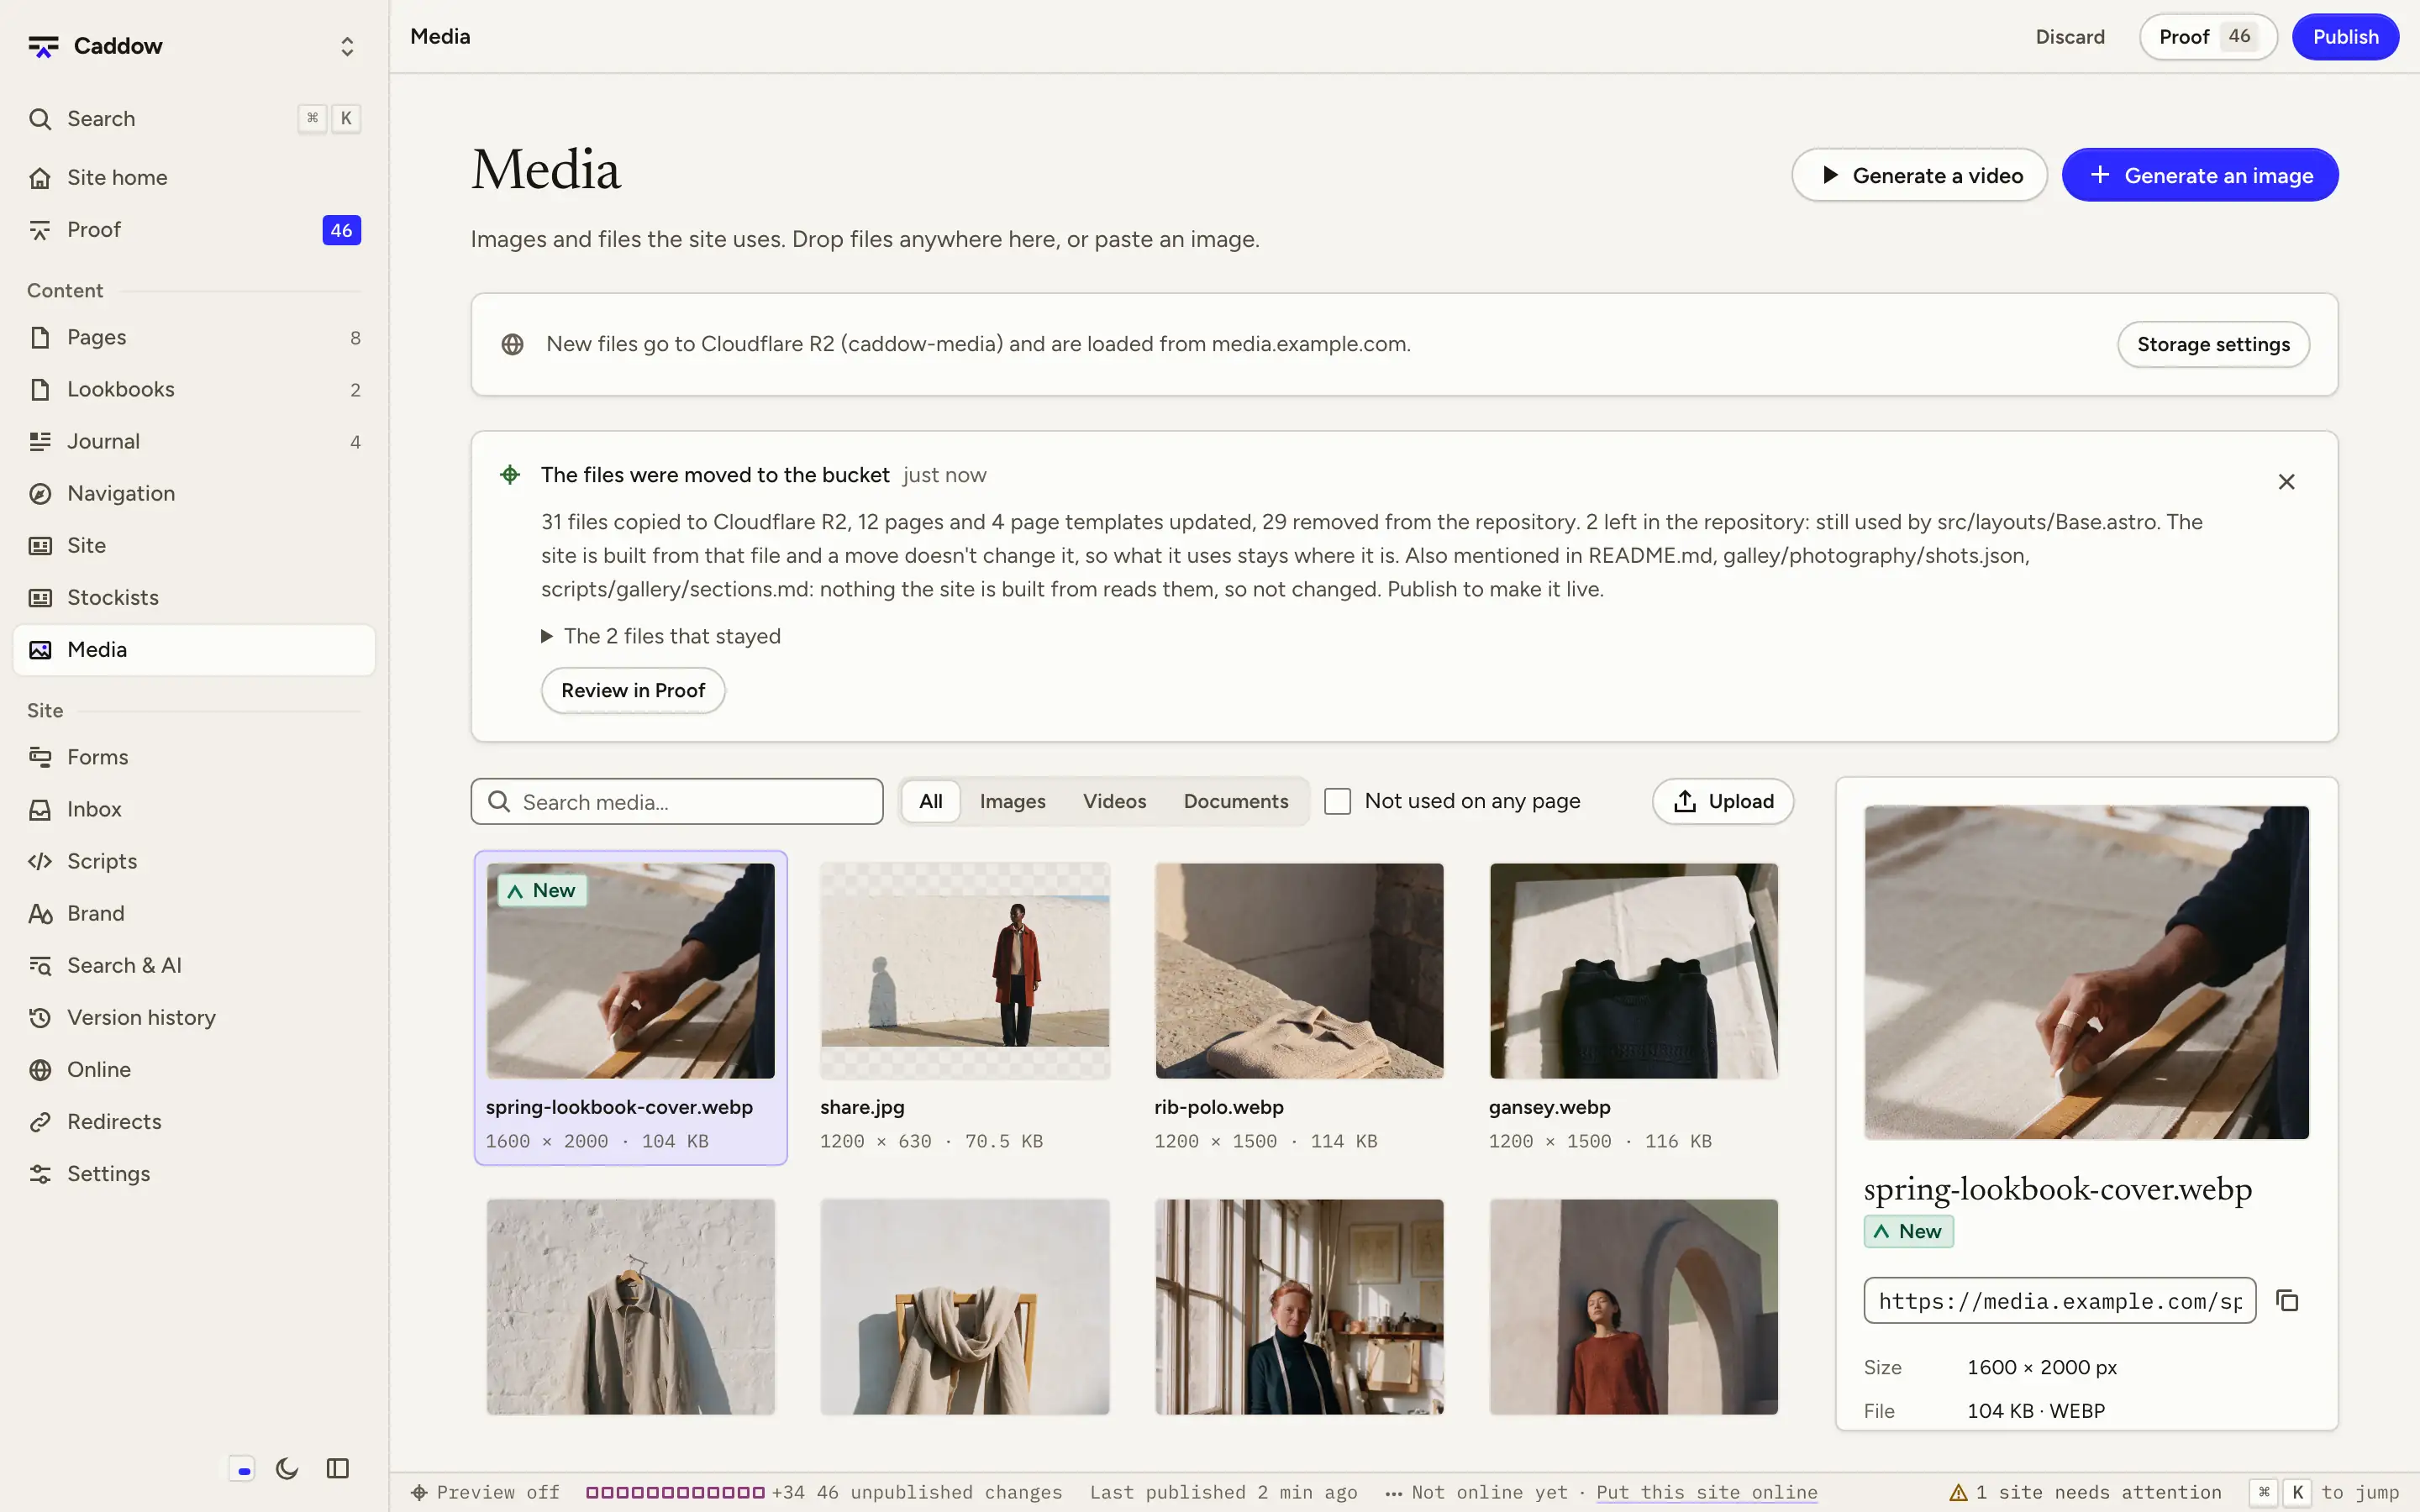 Caddow
Search ⌘ K
Site home
Proof 46
Content
Pages 8
Lookbooks 2
Journal 4
Navigation
Site
Stockists
Media
Site
Forms
Inbox
Scripts
Brand
Search & AI
Version history
Online
Redirects
Settings
Media
Discard
Proof 46
Publish
Media
Generate a video
Generate an image
Images and files the site uses. Drop files anywhere here, or paste an image.
New files go to Cloudflare R2 (caddow-media) and are loaded from media.example.com.
Storage settings
The files were moved to the bucket just now
31 files copied to Cloudflare R2, 12 pages and 4 page templates updated, 29 removed from the repository. 2 left in the repository: still used by src/layouts/Base.astro. The
site is built from that file and a move doesn't change it, so what it uses stays where it is. Also mentioned in README.md, galley/photography/shots.json,
scripts/gallery/sections.md: nothing the site is built from reads them, so not changed. Publish to make it live.
The 2 files that stayed
Review in Proof
Search media...
All
Images
Videos
Documents
Not used on any page
Upload
New
spring-lookbook-cover.webp
1600 × 2000 · 104 KB
share.jpg
1200 × 630 · 70.5 KB
rib-polo.webp
1200 × 1500 · 114 KB
gansey.webp
1200 × 1500 · 116 KB
spring-lookbook-cover.webp
New
https://media.example.com/sp
Size 1600 × 2000 px
File 104 KB · WEBP
Preview off
+34 46 unpublished changes
Last published 2 min ago
Not online yet · Put this site online
1 site needs attention
⌘ K to jump